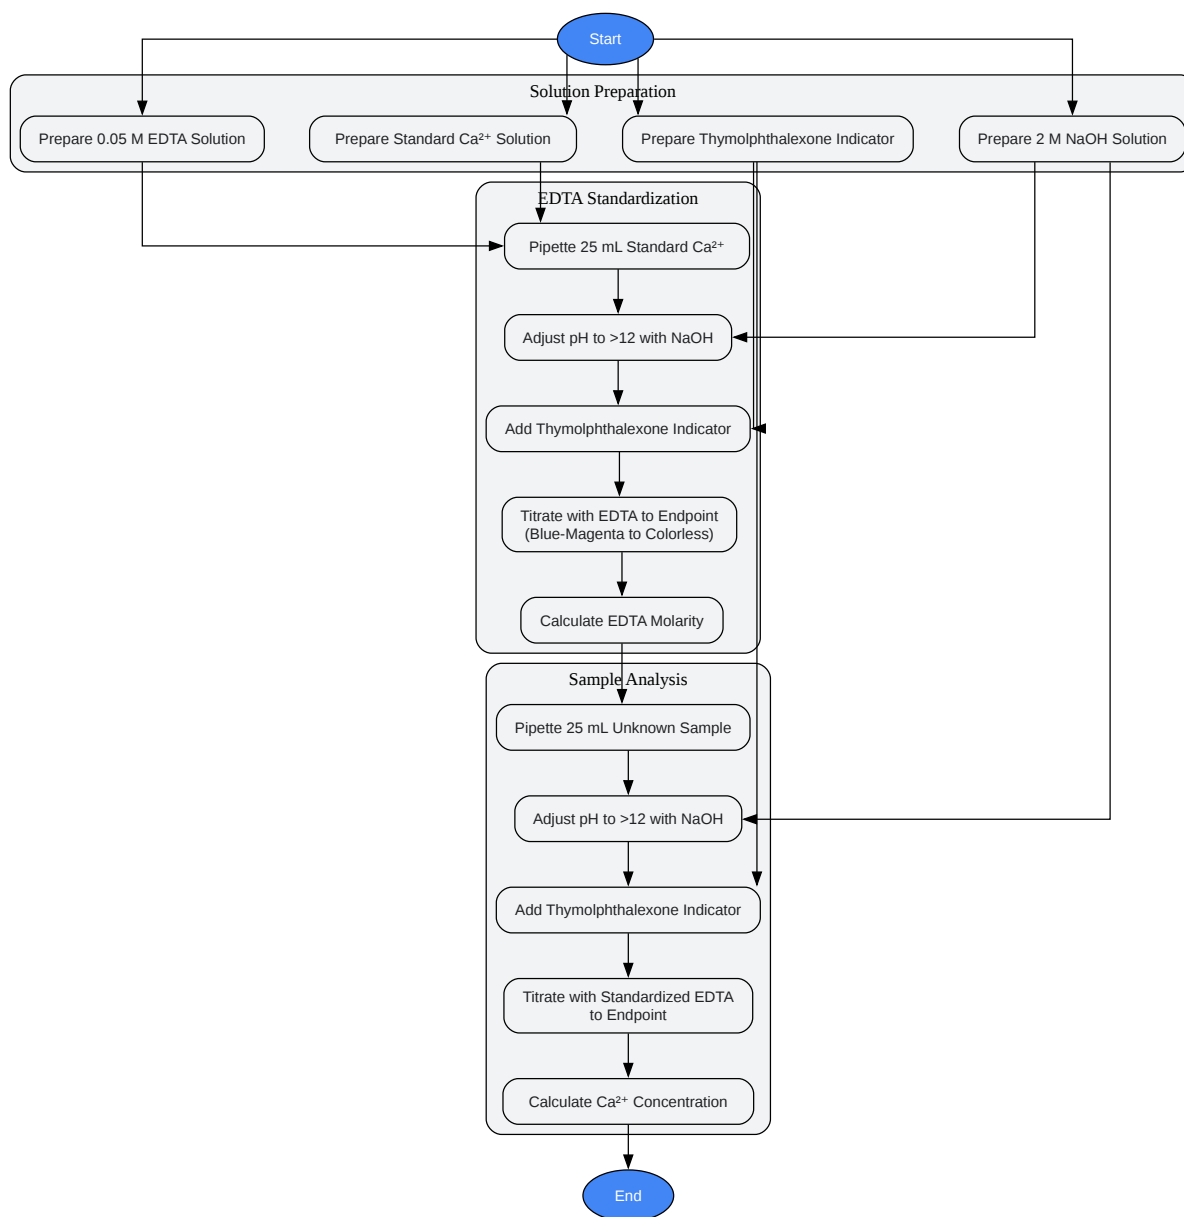 Start
Solution Preparation
Prepare 0.05 M EDTA Solution
Prepare Standard Ca²⁺ Solution
Prepare Thymolphthalexone Indicator
Prepare 2 M NaOH Solution
EDTA Standardization
Pipette 25 mL Standard Ca²⁺
Adjust pH to >12 with NaOH
Add Thymolphthalexone Indicator
Titrate with EDTA to Endpoint
(Blue-Magenta to Colorless)
Calculate EDTA Molarity
Sample Analysis
Pipette 25 mL Unknown Sample
Adjust pH to >12 with NaOH
Add Thymolphthalexone Indicator
Titrate with Standardized EDTA
to Endpoint
Calculate Ca²⁺ Concentration
End